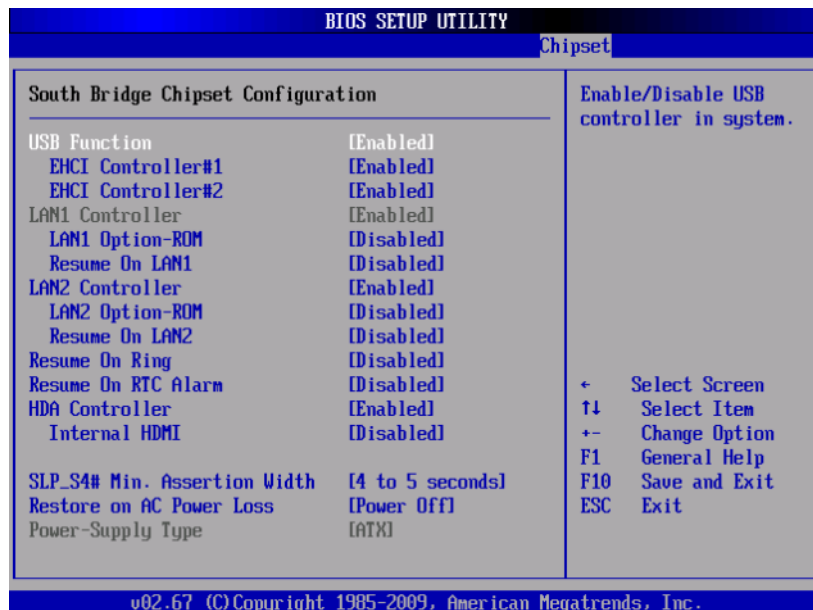 BIOS SETUP UTILITY
Chipset
South Bridge Chipset Configuration
USB Function [Enabled]
EHCI Controller#1 [Enabled]
EHCI Controller#2 [Enabled]
LAN1 Controller [Enabled]
LAN1 Option-ROM [Disabled]
Resume On LAN1 [Disabled]
LAN2 Controller [Enabled]
LAN2 Option-ROM [Disabled]
Resume On LAN2 [Disabled]
Resume On Ring [Disabled]
Resume On RTC Alarm [Disabled]
HDA Controller [Enabled]
Internal HDMI [Disabled]
SLP_S4# Min. Assertion Width [4 to 5 seconds]
Restore on AC Power Loss [Power Off]
Power-Supply Type [ATX]
Enable/Disable USB
controller in system.
← Select Screen
↑↓ Select Item
+- Change Option
F1 General Help
F10 Save and Exit
ESC Exit
v02.67 (C)Copyright 1985-2009, American Megatrends, Inc.